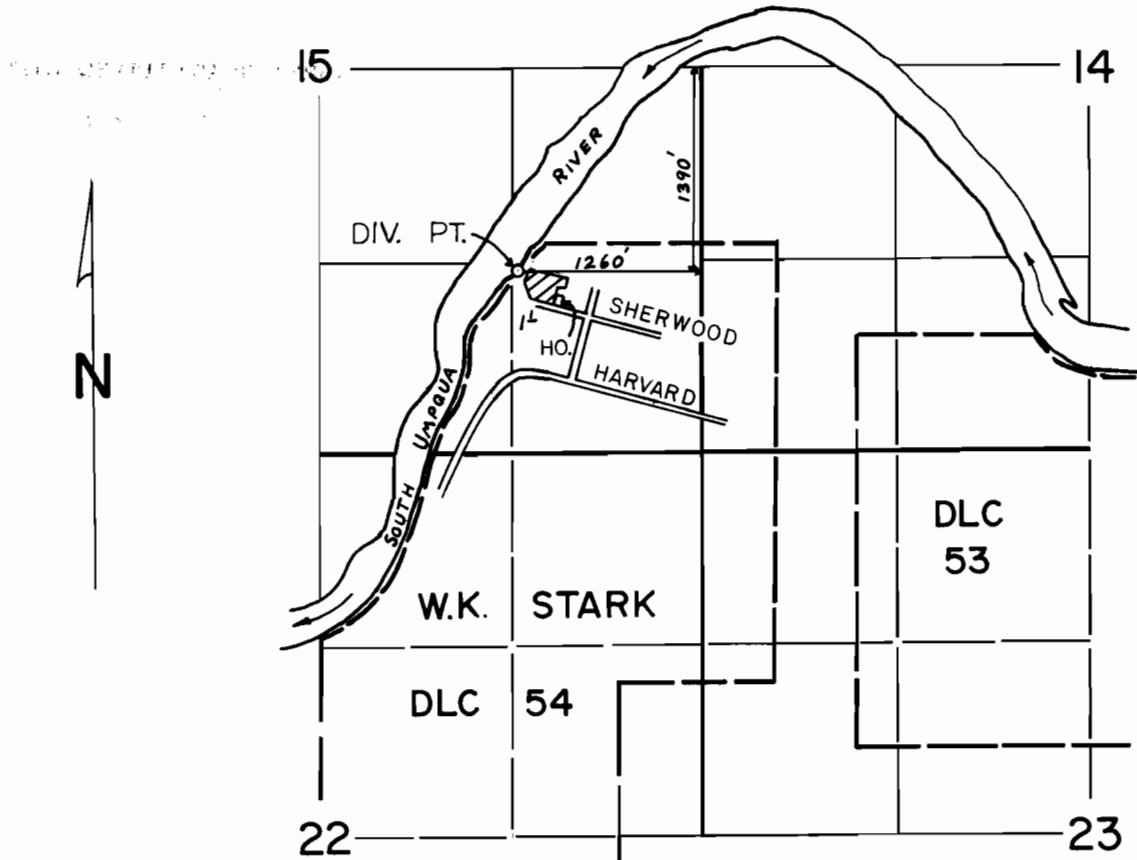 15
14
RIVER
1390'
DIV. PT.
1260'
SHERWOOD
HO.
HARVARD
N
UMPQUA
SOUTH
DLC
53
W.K. STARK
DLC 54
22
23